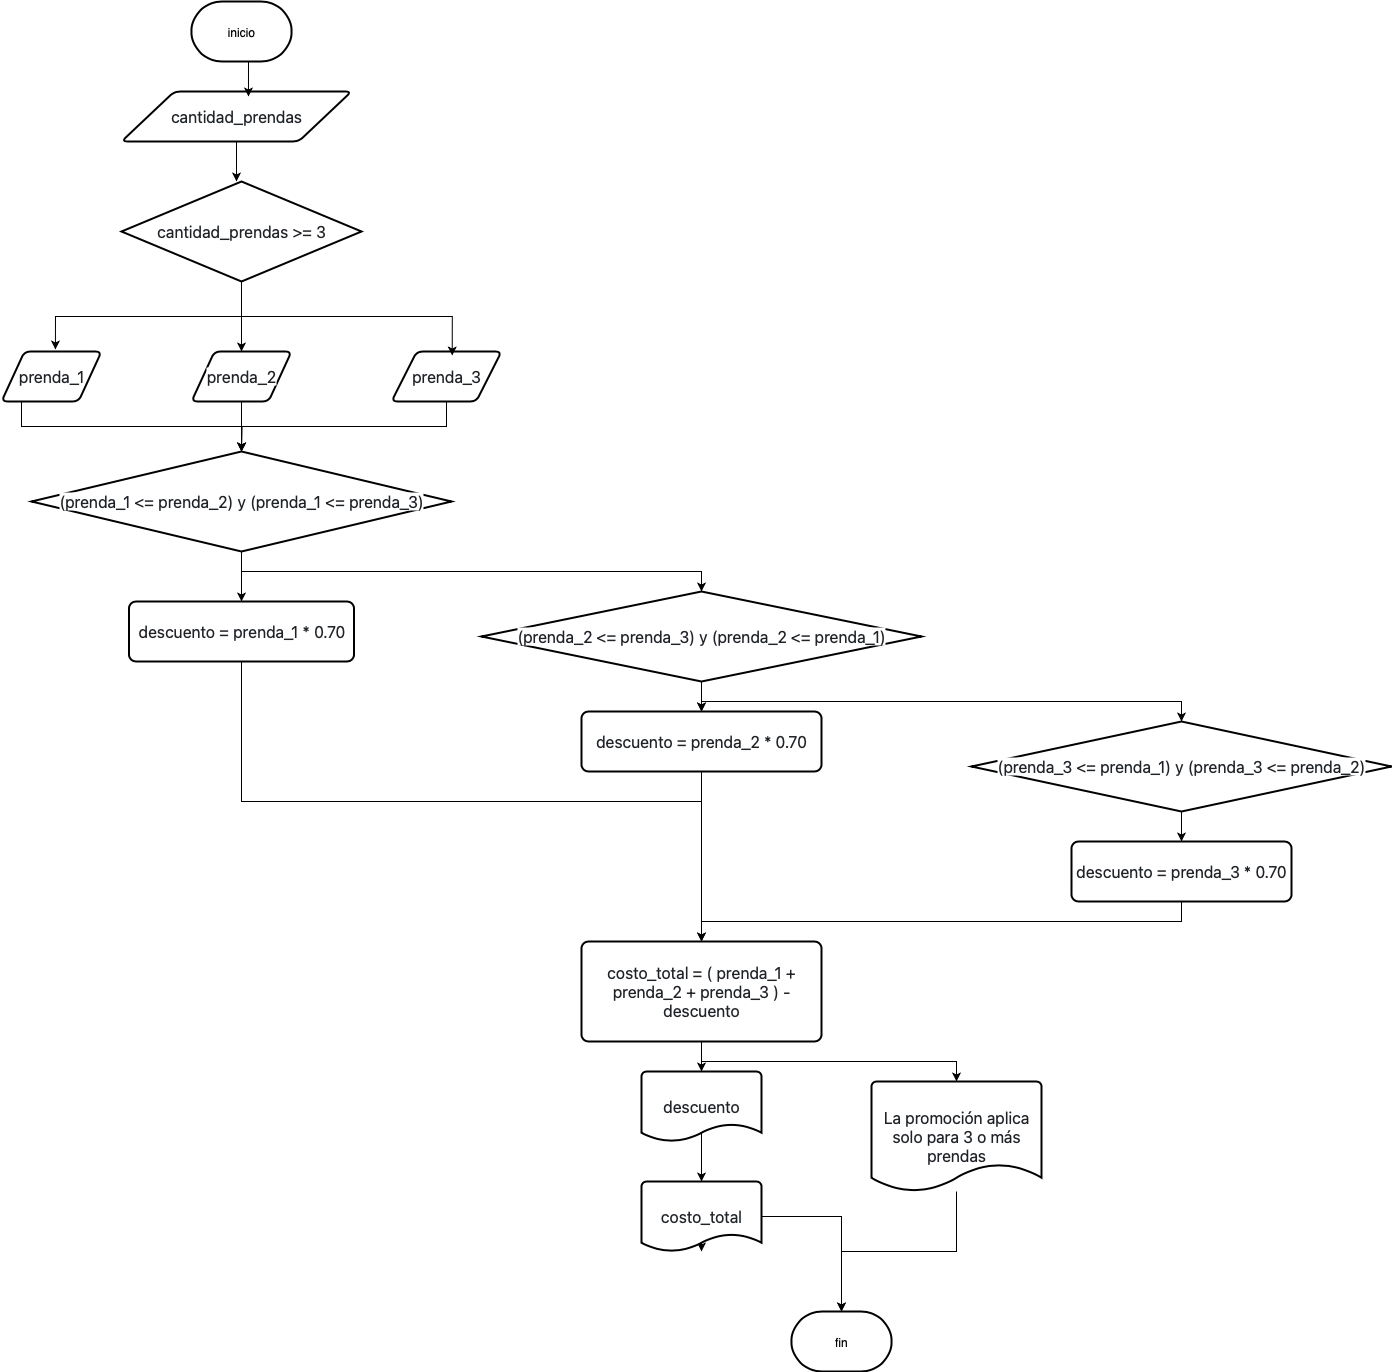 inicio
cantidad_prendas
cantidad_prendas >= 3
prenda_1
prenda_2
prenda_3
(prenda_1 <= prenda_2) y (prenda_1 <= prenda_3)
descuento = prenda_1 * 0.70
(prenda_2 <= prenda_3) y (prenda_2 <= prenda_1)
descuento = prenda_2 * 0.70
(prenda_3 <= prenda_1) y (prenda_3 <= prenda_2)
descuento = prenda_3 * 0.70
costo_total = ( prenda_1 +
prenda_2 + prenda_3 ) -
descuento
descuento
La promoción aplica
solo para 3 o más
prendas
costo_total
fin